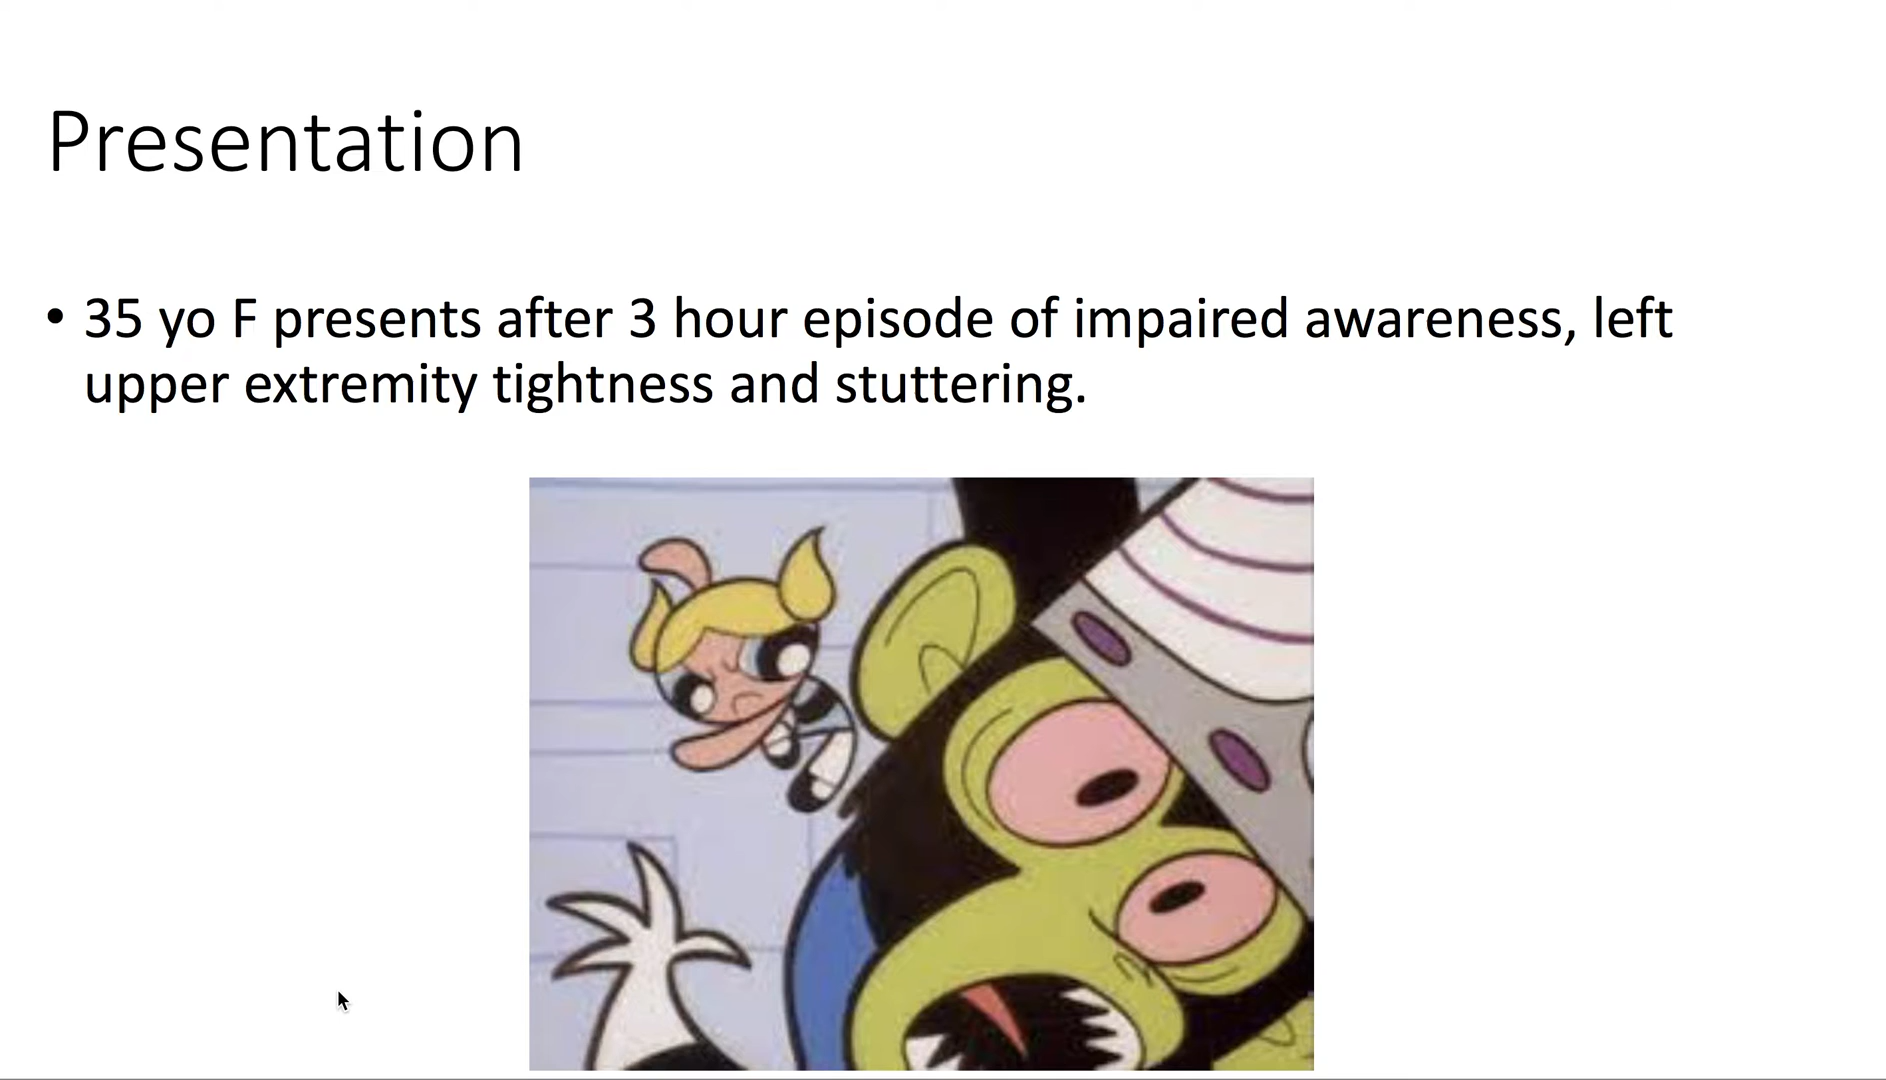 Presentation
• 35 yo F presents after 3 hour episode of impaired awareness, left
upper extremity tightness and stuttering.